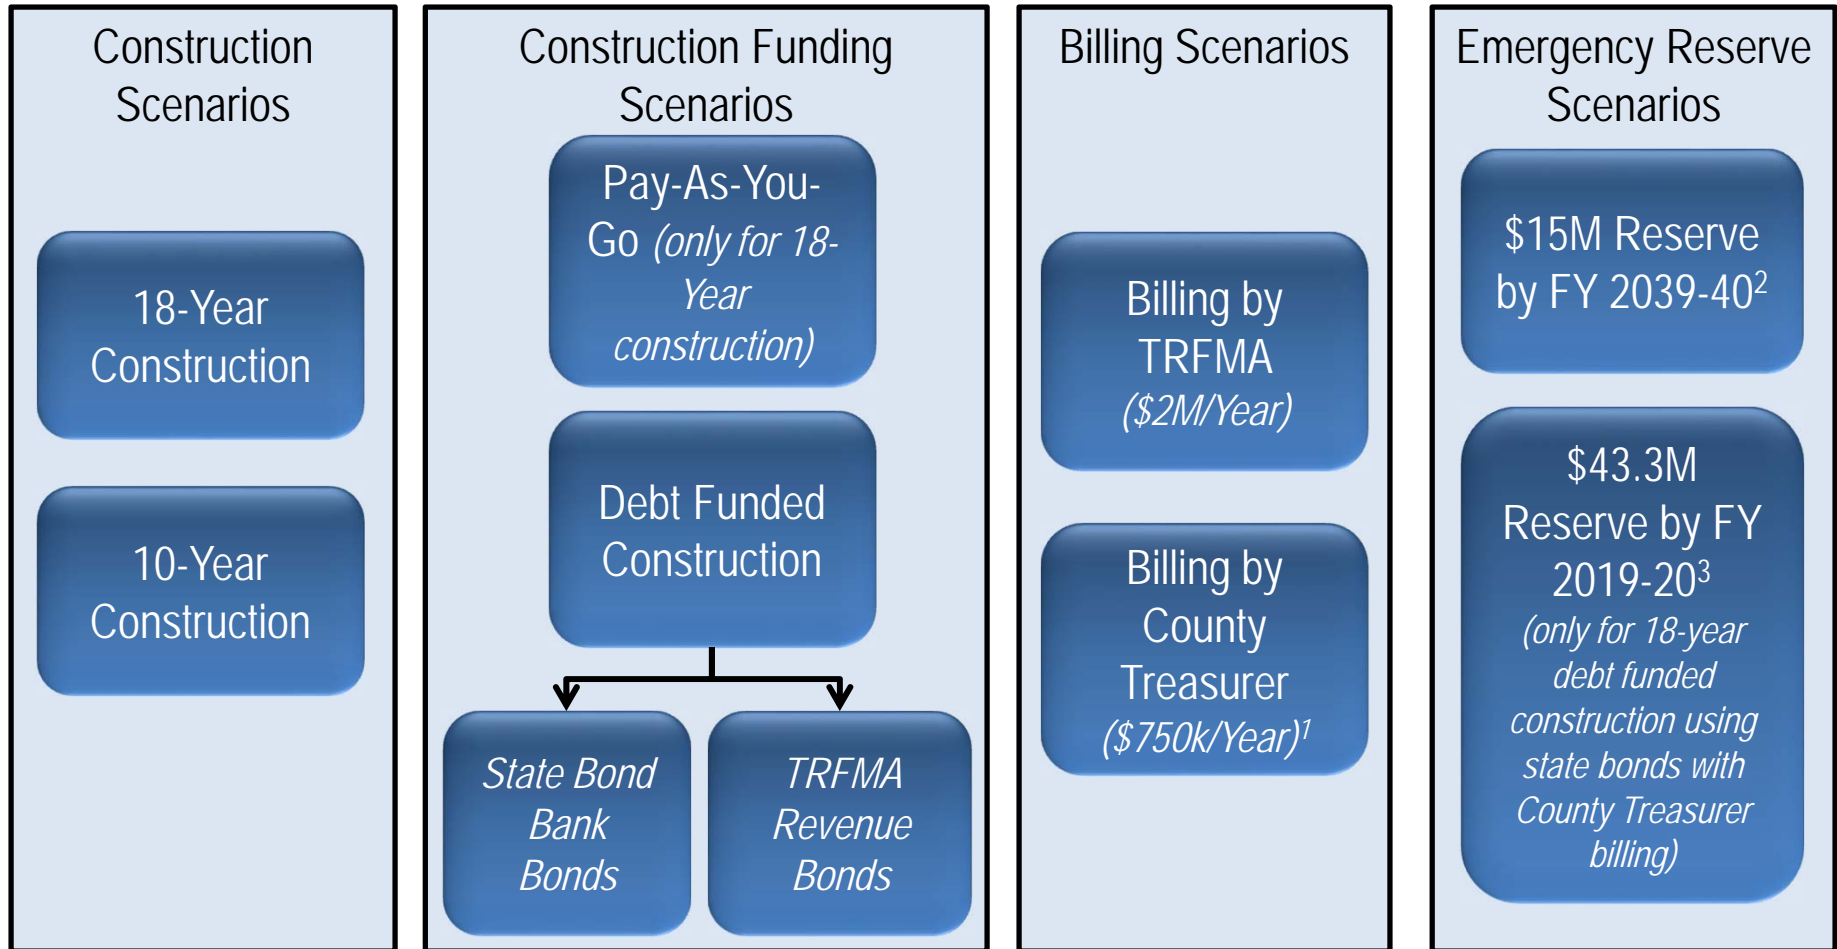 Construction
Scenarios
18-Year
Construction
10-Year
Construction
Construction Funding
Scenarios
Pay-As-You-
Go (only for 18-
Year
construction)
Debt Funded
Construction
State Bond
Bank
Bonds
TRFMA
Revenue
Bonds
Billing Scenarios
Billing by
TRFMA
($2M/Year)
Billing by
County
Treasurer
($750k/Year)¹
Emergency Reserve
Scenarios
$15M Reserve
by FY 2039-40²
$43.3M
Reserve by FY
2019-20³
(only for 18-year
debt funded
construction using
state bonds with
County Treasurer
billing)